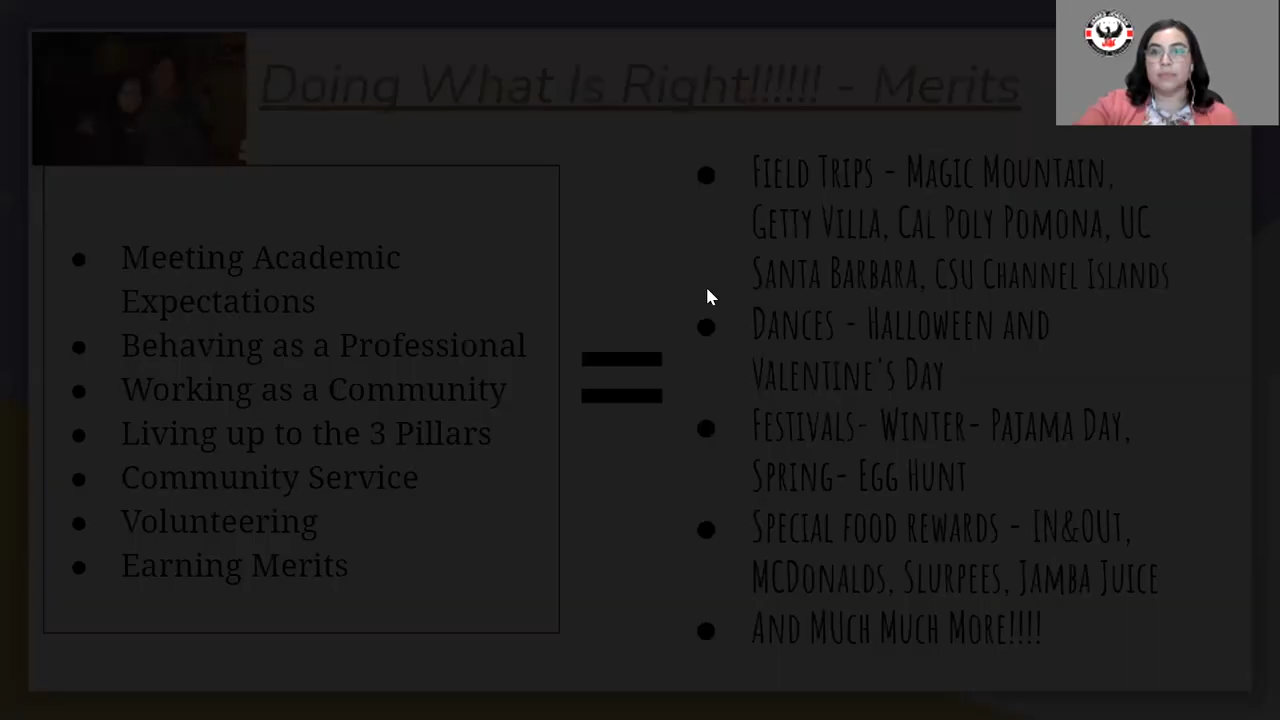 Doing What Is Right!!!!!! - Merits
Meeting Academic
Expectations
Behaving as a Professional
Working as a Community
Living up to the 3 Pillars
Community Service
Volunteering
Earning Merits
Field Trips - Magic Mountain,
Getty Villa, Cal Poly Pomona, UC
Santa Barbara, CSU Channel Islands
Dances - Halloween and
Valentine's Day
Festivals- Winter- Pajama Day,
Spring- Egg Hunt
Special food rewards - IN&OUt,
MCDonalds, Slurpees, Jamba Juice
And MUch Much More!!!!